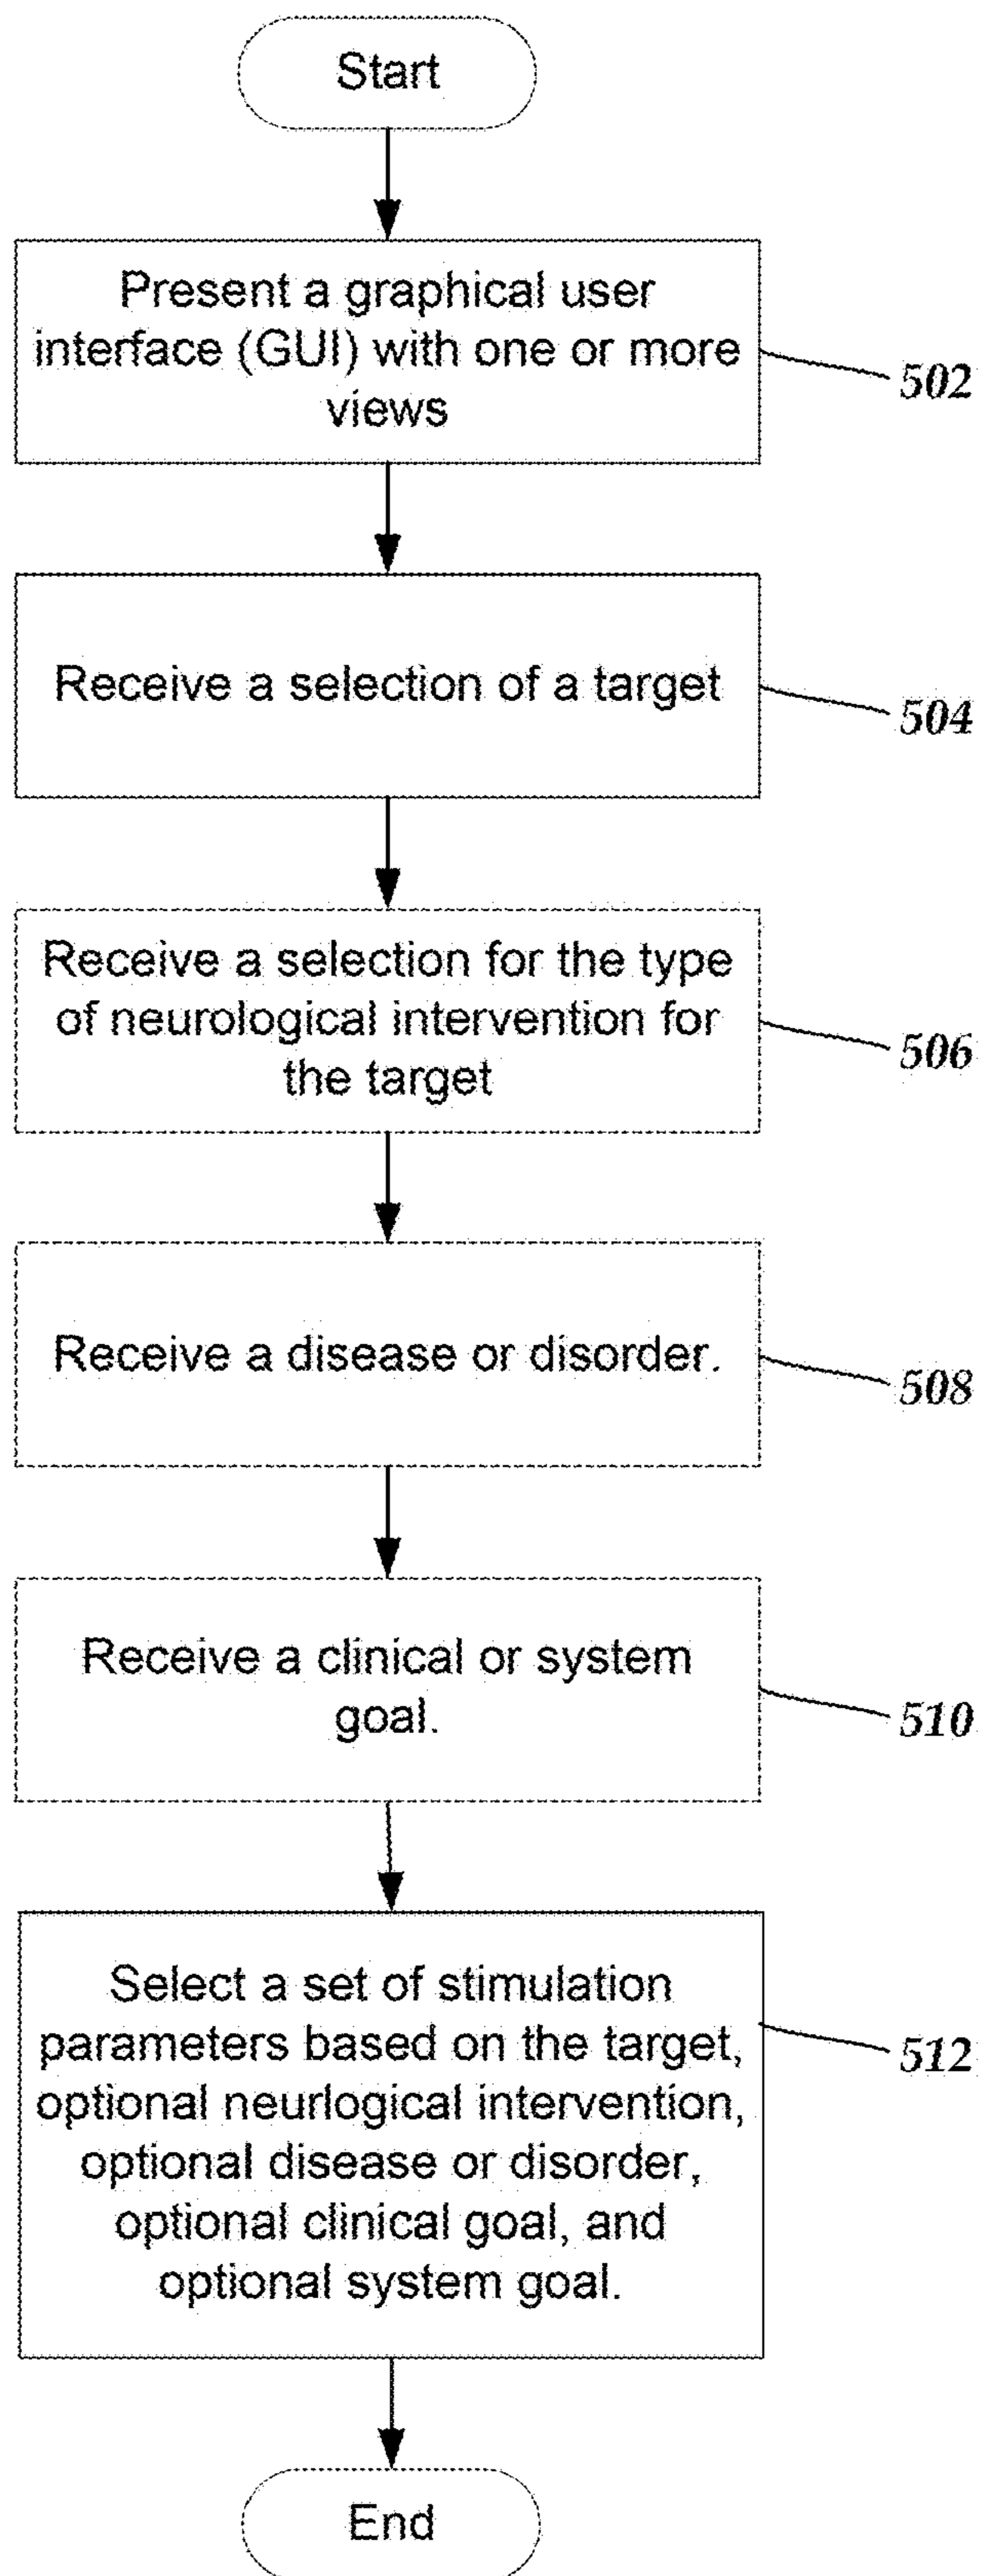 Start
Present a graphical user
interface (GUI) with one or more
views
502
Receive a selection of a target
504
Receive a selection for the type
of neurological intervention for
the target
506
Receive a disease or disorder.
508
Receive a clinical or system
goal.
510
Select a set of stimulation
parameters based on the target,
optional neurlogical intervention,
optional disease or disorder,
optional clinical goal, and
optional system goal.
512
End